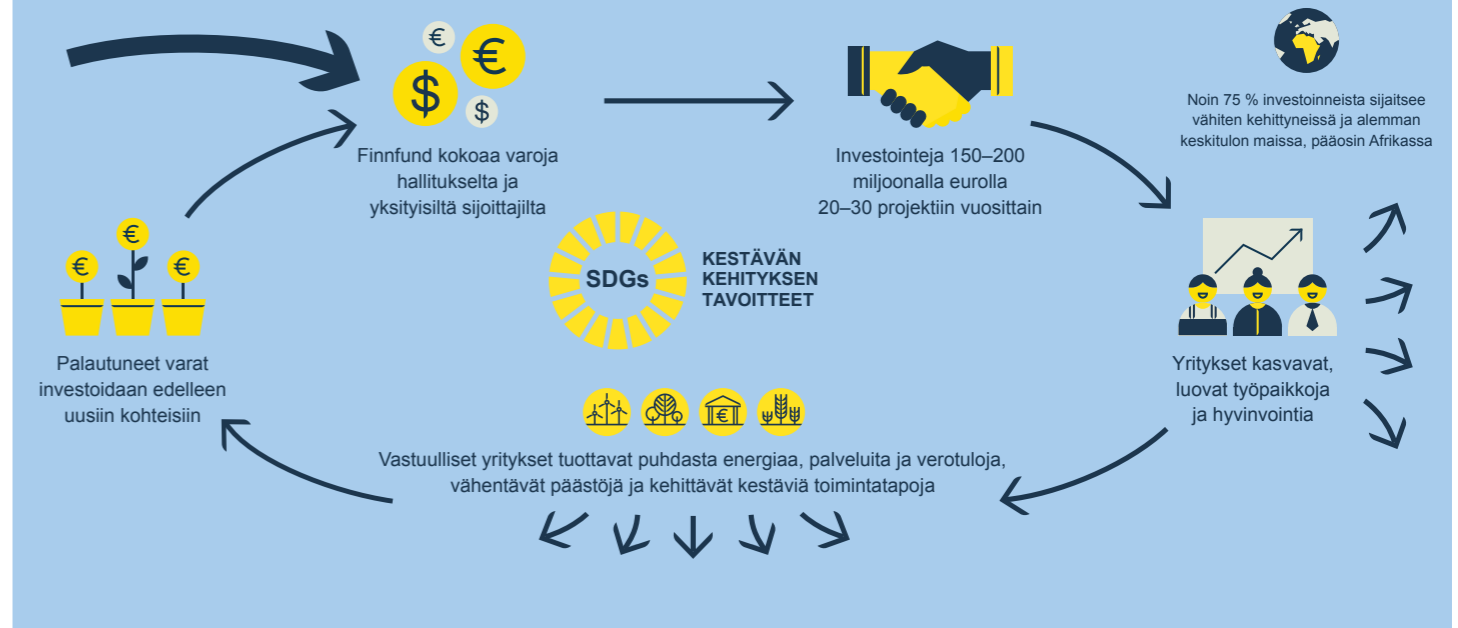 €
€
$
$
Finnfund kokoaa varoja
hallitukselta ja
yksityisiltä sijoittajilta
Investointeja 150–200
miljoonalla eurolla
20–30 projektiin vuosittain
Noin 75 % investoinneista sijaitsee
vähiten kehittyneissä ja alemman
keskitulon maissa, pääosin Afrikassa
Yritykset kasvavat,
luovat työpaikkoja
ja hyvinvointia
€
Vastuulliset yritykset tuottavat puhdasta energiaa, palveluita ja verotuloja,
vähentävät päästöjä ja kehittävät kestäviä toimintatapoja
€
€
€
Palautuneet varat
investoidaan edelleen
uusiin kohteisiin
SDGs
KESTÄVÄN
KEHITYKSEN
TAVOITTEET